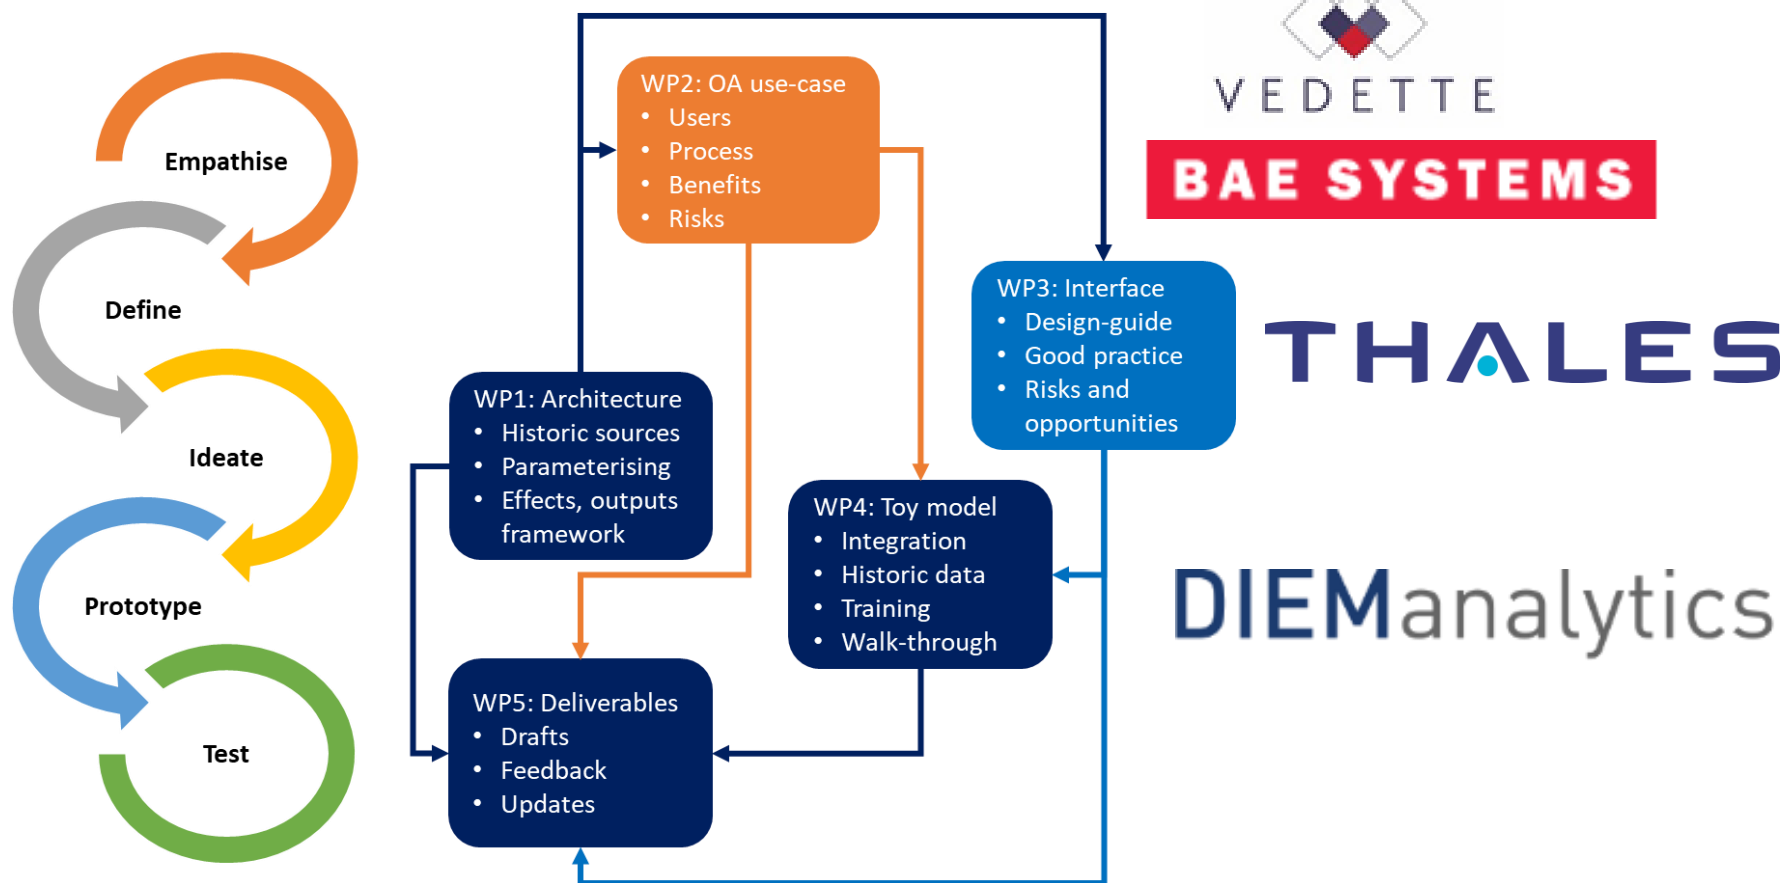 Empathise
Define
Ideate
Prototype
Test
WP1: Architecture
• Historic sources
• Parameterising
• Effects, outputs
framework
WP2: OA use-case
• Users
• Process
• Benefits
• Risks
WP3: Interface
• Design-guide
• Good practice
• Risks and
opportunities
WP4: Toy model
• Integration
• Historic data
• Training
• Walk-through
WP5: Deliverables
• Drafts
• Feedback
• Updates
VEDETTE
BAE SYSTEMS
THALES
DIEManalytics